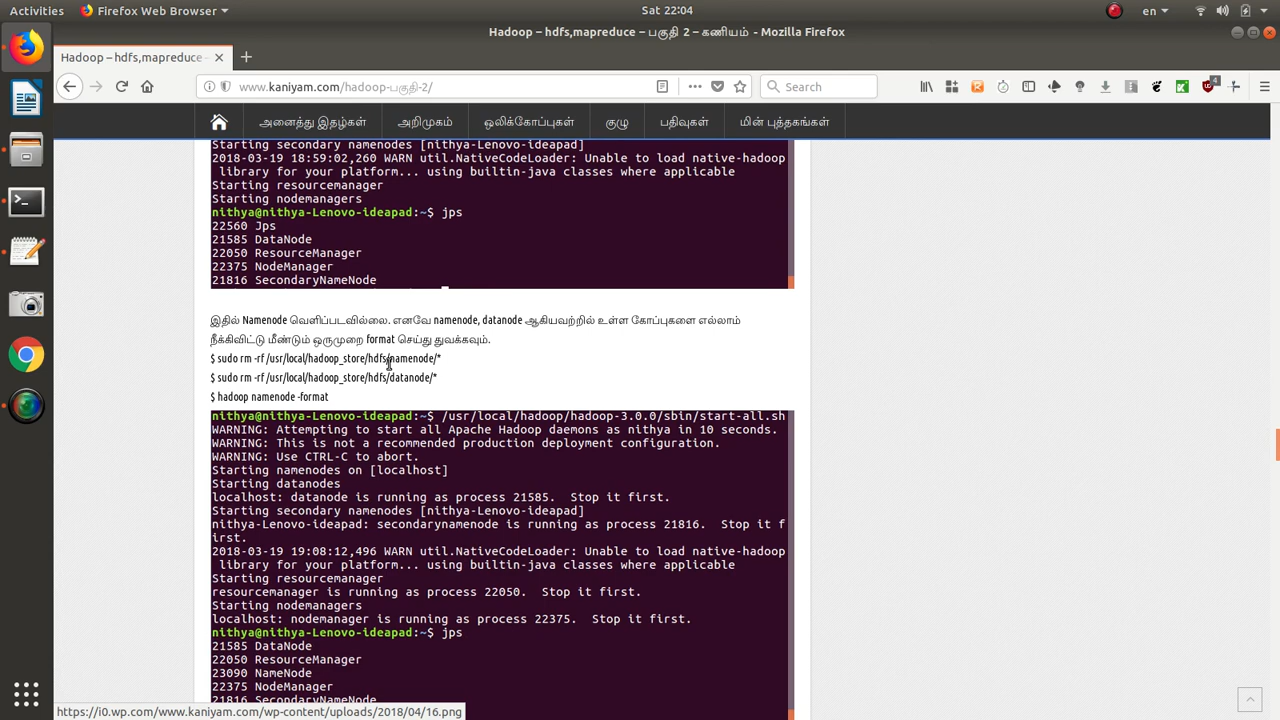 Activities
Firefox Web Browser
Sat 22:04
en
Hadoop – hdfs,mapreduce – பகுதி 2 – கணியம் - Mozilla Firefox
Hadoop – hdfs,mapreduce –
www.kaniyam.com/hadoop-பகுதி-2/
Search
4
அனைத்து இதழ்கள்
அறிமுகம்
ஒலிக்கோப்புகள்
குழு
பதிவுகள்
மின் புத்தகங்கள்
Starting secondary namenodes [nithya-Lenovo-ideapad]
2018-03-19 18:59:02,260 WARN util.NativeCodeLoader: Unable to load native-hadoop
library for your platform... using builtin-java classes where applicable
Starting resourcemanager
Starting nodemanagers
nithya@nithya-Lenovo-ideapad:~$ jps
22560 Jps
21585 DataNode
22050 ResourceManager
22375 NodeManager
21816 SecondaryNameNode
இதில் Namenode வெளிப்படவில்லை. எனவே namenode, datanode ஆகியவற்றில் உள்ள கோப்புகளை எல்லாம்
நீக்கிவிட்டு மீண்டும் ஒருமுறை format செய்து துவக்கவும்.
$ sudo rm -rf /usr/local/hadoop_store/hdfs/namenode/*
$ sudo rm -rf /usr/local/hadoop_store/hdfs/datanode/*
$ hadoop namenode -format
nithya@nithya-Lenovo-ideapad:~$ /usr/local/hadoop/hadoop-3.0.0/sbin/start-all.sh
WARNING: Attempting to start all Apache Hadoop daemons as nithya in 10 seconds.
WARNING: This is not a recommended production deployment configuration.
WARNING: Use CTRL-C to abort.
Starting namenodes on [localhost]
Starting datanodes
localhost: datanode is running as process 21585.  Stop it first.
Starting secondary namenodes [nithya-Lenovo-ideapad]
nithya-Lenovo-ideapad: secondarynamenode is running as process 21816.  Stop it f
irst.
2018-03-19 19:08:12,496 WARN util.NativeCodeLoader: Unable to load native-hadoop
library for your platform... using builtin-java classes where applicable
Starting resourcemanager
resourcemanager is running as process 22050.  Stop it first.
Starting nodemanagers
localhost: nodemanager is running as process 22375.  Stop it first.
nithya@nithya-Lenovo-ideapad:~$ jps
21585 DataNode
22050 ResourceManager
23090 NameNode
22375 NodeManager
21816 SecondaryNameNode
https://i0.wp.com/www.kaniyam.com/wp-content/uploads/2018/04/16.png